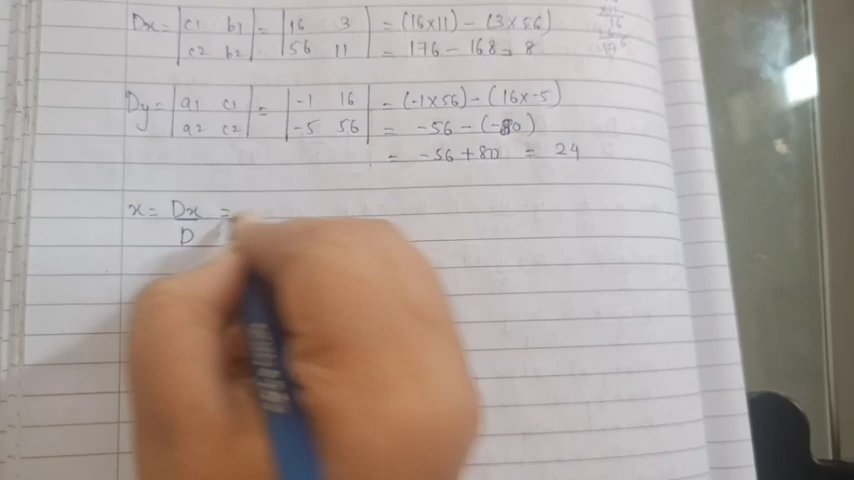 Dx = |c1 b1| = |16 3| = (16x11) - (3x56)
|c2 b2| |56 11| = 176 - 168 = 8
Dy = |a1 c1| = |-1 16| = (-1x56) - (16x-5)
|a2 c2| |-5 56| = -56 - (-80)
= -56 + 80 = 24
x = Dx =
D